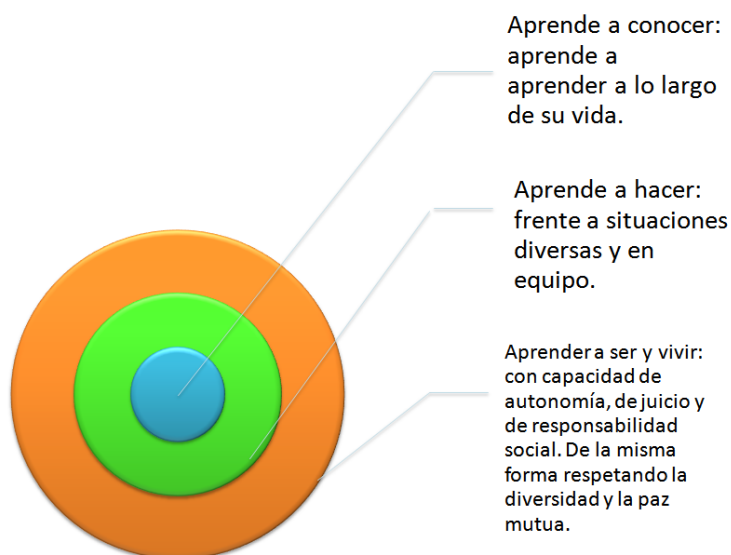 Aprende a conocer:
aprende a
aprender a lo largo
de su vida.
Aprende a hacer:
frente a situaciones
diversas y en
equipo.
Aprender a ser y vivir:
con capacidad de
autonomía, de juicio y
de responsabilidad
social. De la misma
forma respetando la
diversidad y la paz
mutua.